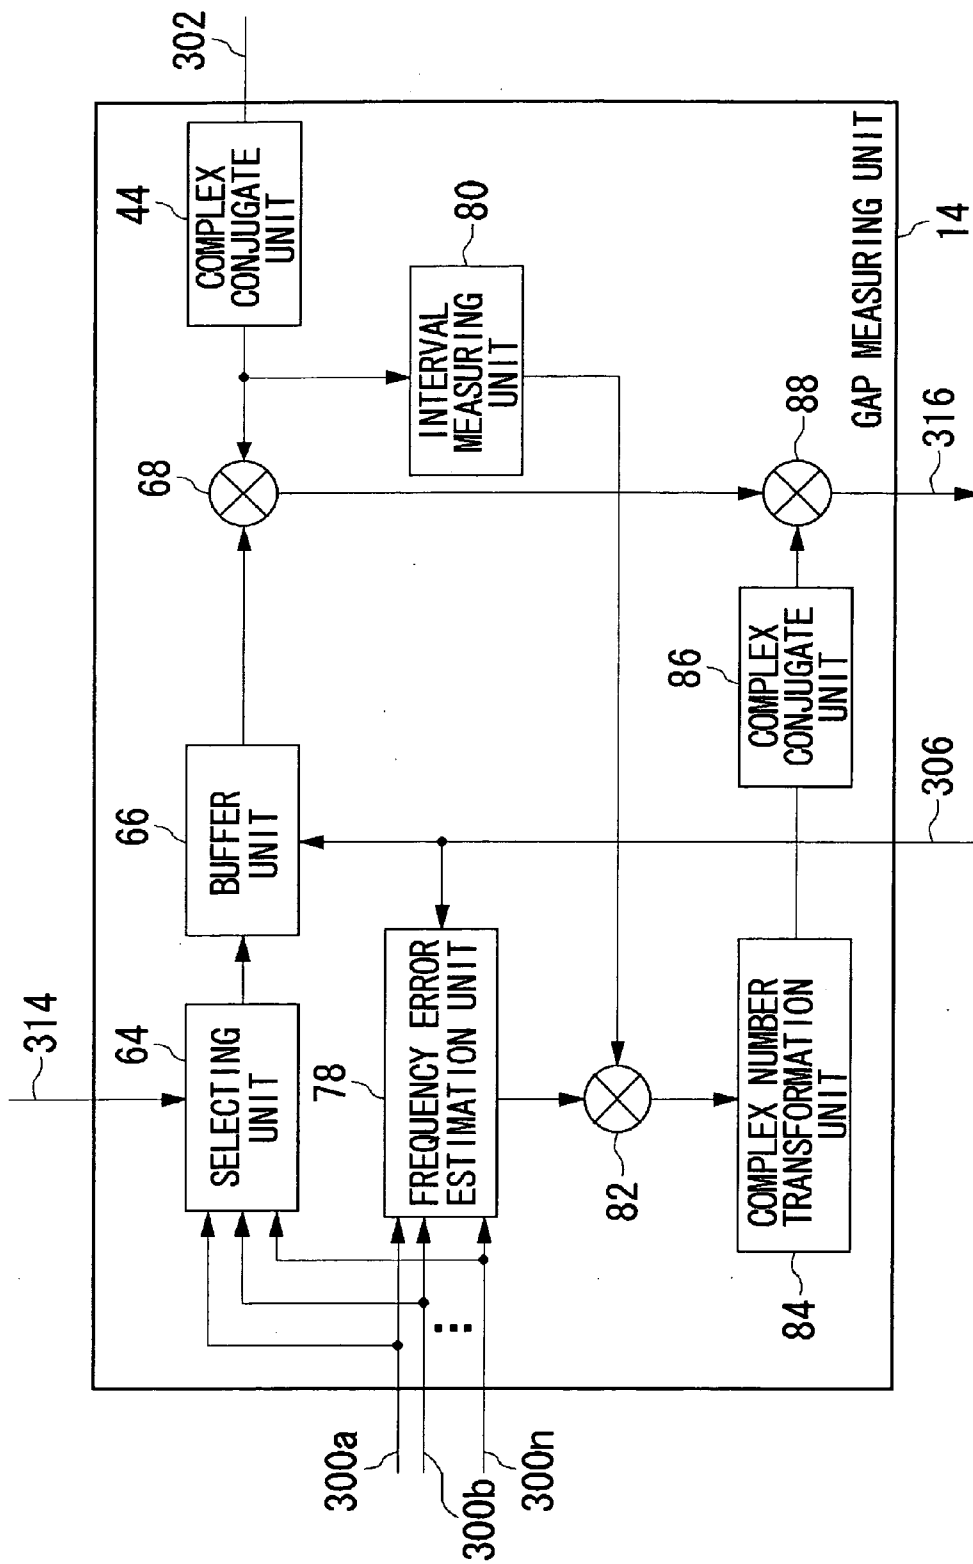 314
64
SELECTING
UNIT
66
BUFFER
UNIT
68
44
COMPLEX
CONJUGATE
UNIT
302
300a
300b
300n
78
FREQUENCY ERROR
ESTIMATION UNIT
80
INTERVAL
MEASURING
UNIT
82
84
COMPLEX NUMBER
TRANSFORMATION
UNIT
86
COMPLEX
CONJUGATE
UNIT
88
GAP MEASURING UNIT
14
306
316